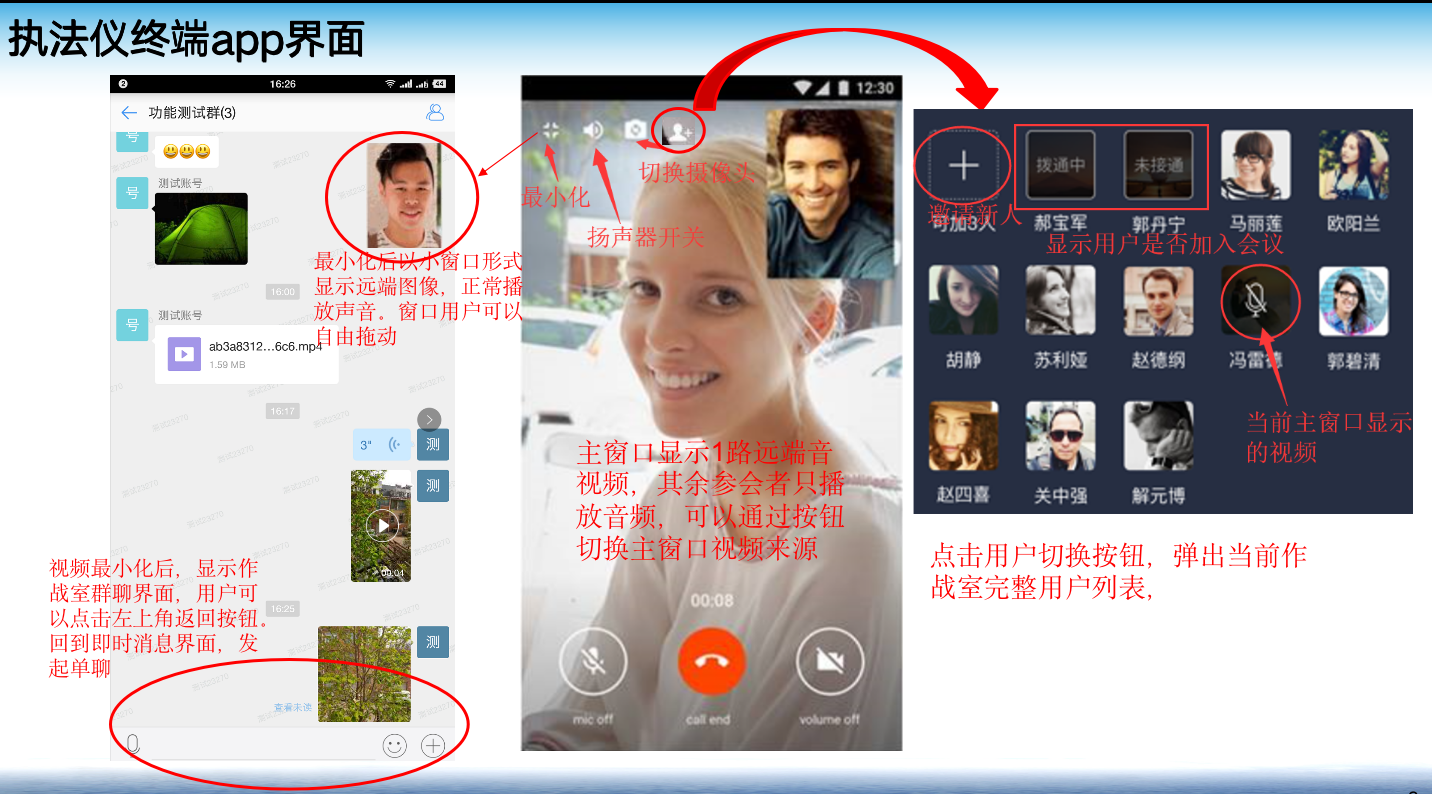 执法仪终端app界面
2
16:26
44
功能测试群(3)
号
测试账号
号
16:00
测试账号
号
ab3a8312...6c6.mp4
1.59 MB
16:17
3"
测
测
00:04
16:25
测
查看未读
测试23270
最小化后以小窗口形式
显示远端图像，正常播
放声音。窗口用户可以
自由拖动
视频最小化后，显示作
战室群聊界面，用户可
以点击左上角返回按钮。
回到即时消息界面，发
起单聊
12:30
切换摄像头
最小化
扬声器开关
主窗口显示1路远端音
视频，其余参会者只播
放音频，可以通过按钮
切换主窗口视频来源
00:08
mic off
call end
volume off
拨通中
未接通
邀请新人
可加3人
郝宝军
郭丹宁
马丽莲
欧阳兰
显示用户是否加入会议
胡静
苏利娅
赵德纲
冯雷德
郭碧清
当前主窗口显示
的视频
赵四喜
关中强
解元博
点击用户切换按钮，弹出当前作
战室完整用户列表，